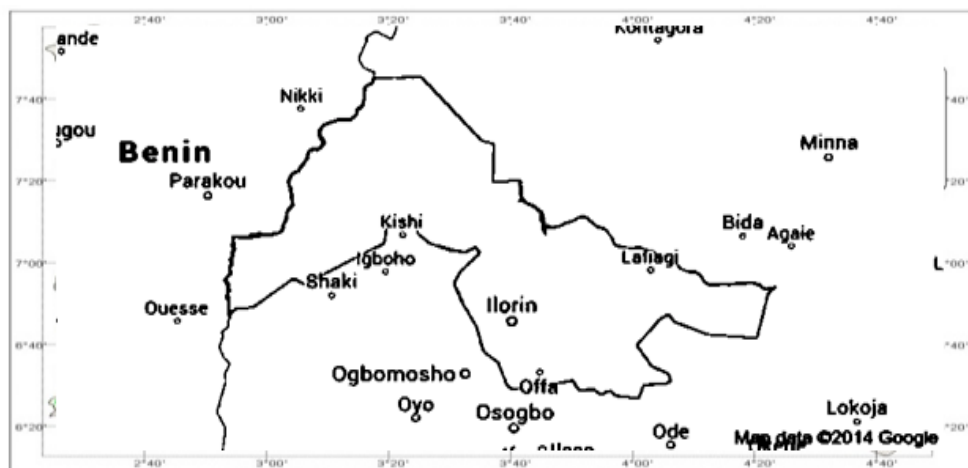 2°40' 3°00' 3°20' 3°40' 4°00' 4°20' 4°40'
ande
Kontagora
7°40'
Nikki
ugou
Benin
Minna
7°20'
Parakou
Kishi
Bida
Agaie
7°00'
Igboho
Lafiagi
L
Shaki
Ouesse
Ilorin
6°40'
Ogbomosho
Offa
Oyo
Osogbo
Lokoja
6°20'
Ode
Map data ©2014 Google
2°40' 3°00' 3°20' 3°40' 4°00' 4°20' 4°40'